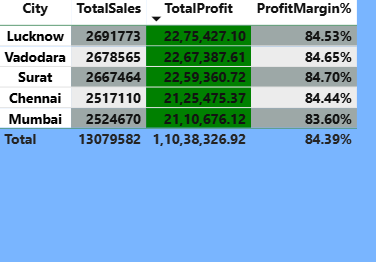 City TotalSales TotalProfit ProfitMargin%
Lucknow 2691773 22,75,427.10 84.53%
Vadodara 2678565 22,67,387.61 84.65%
Surat 2667464 22,59,360.72 84.70%
Chennai 2517110 21,25,475.37 84.44%
Mumbai 2524670 21,10,676.12 83.60%
Total 13079582 1,10,38,326.92 84.39%